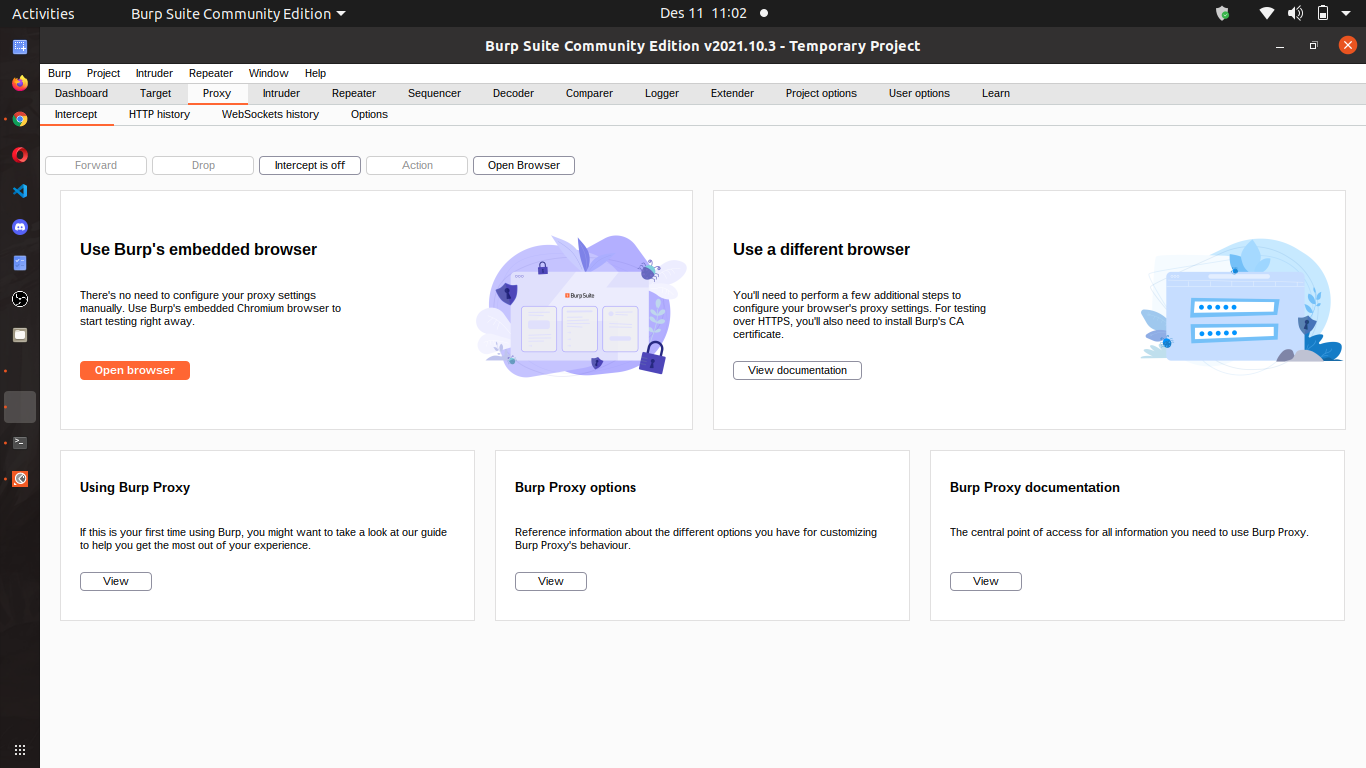 Activities
Burp Suite Community Edition
Des 11 11:02
Burp Suite Community Edition v2021.10.3 - Temporary Project
Burp Project Intruder Repeater Window Help
Dashboard Target Proxy Intruder Repeater Sequencer Decoder Comparer Logger Extender Project options User options Learn
Intercept HTTP history WebSockets history Options
Forward Drop Intercept is off Action Open Browser
Use Burp's embedded browser
There's no need to configure your proxy settings
manually. Use Burp's embedded Chromium browser to
start testing right away.
Open browser
Burp Suite
Use a different browser
You'll need to perform a few additional steps to
configure your browser's proxy settings. For testing
over HTTPS, you'll also need to install Burp's CA
certificate.
View documentation
Using Burp Proxy
If this is your first time using Burp, you might want to take a look at our guide
to help you get the most out of your experience.
View
Burp Proxy options
Reference information about the different options you have for customizing
Burp Proxy's behaviour.
View
Burp Proxy documentation
The central point of access for all information you need to use Burp Proxy.
View